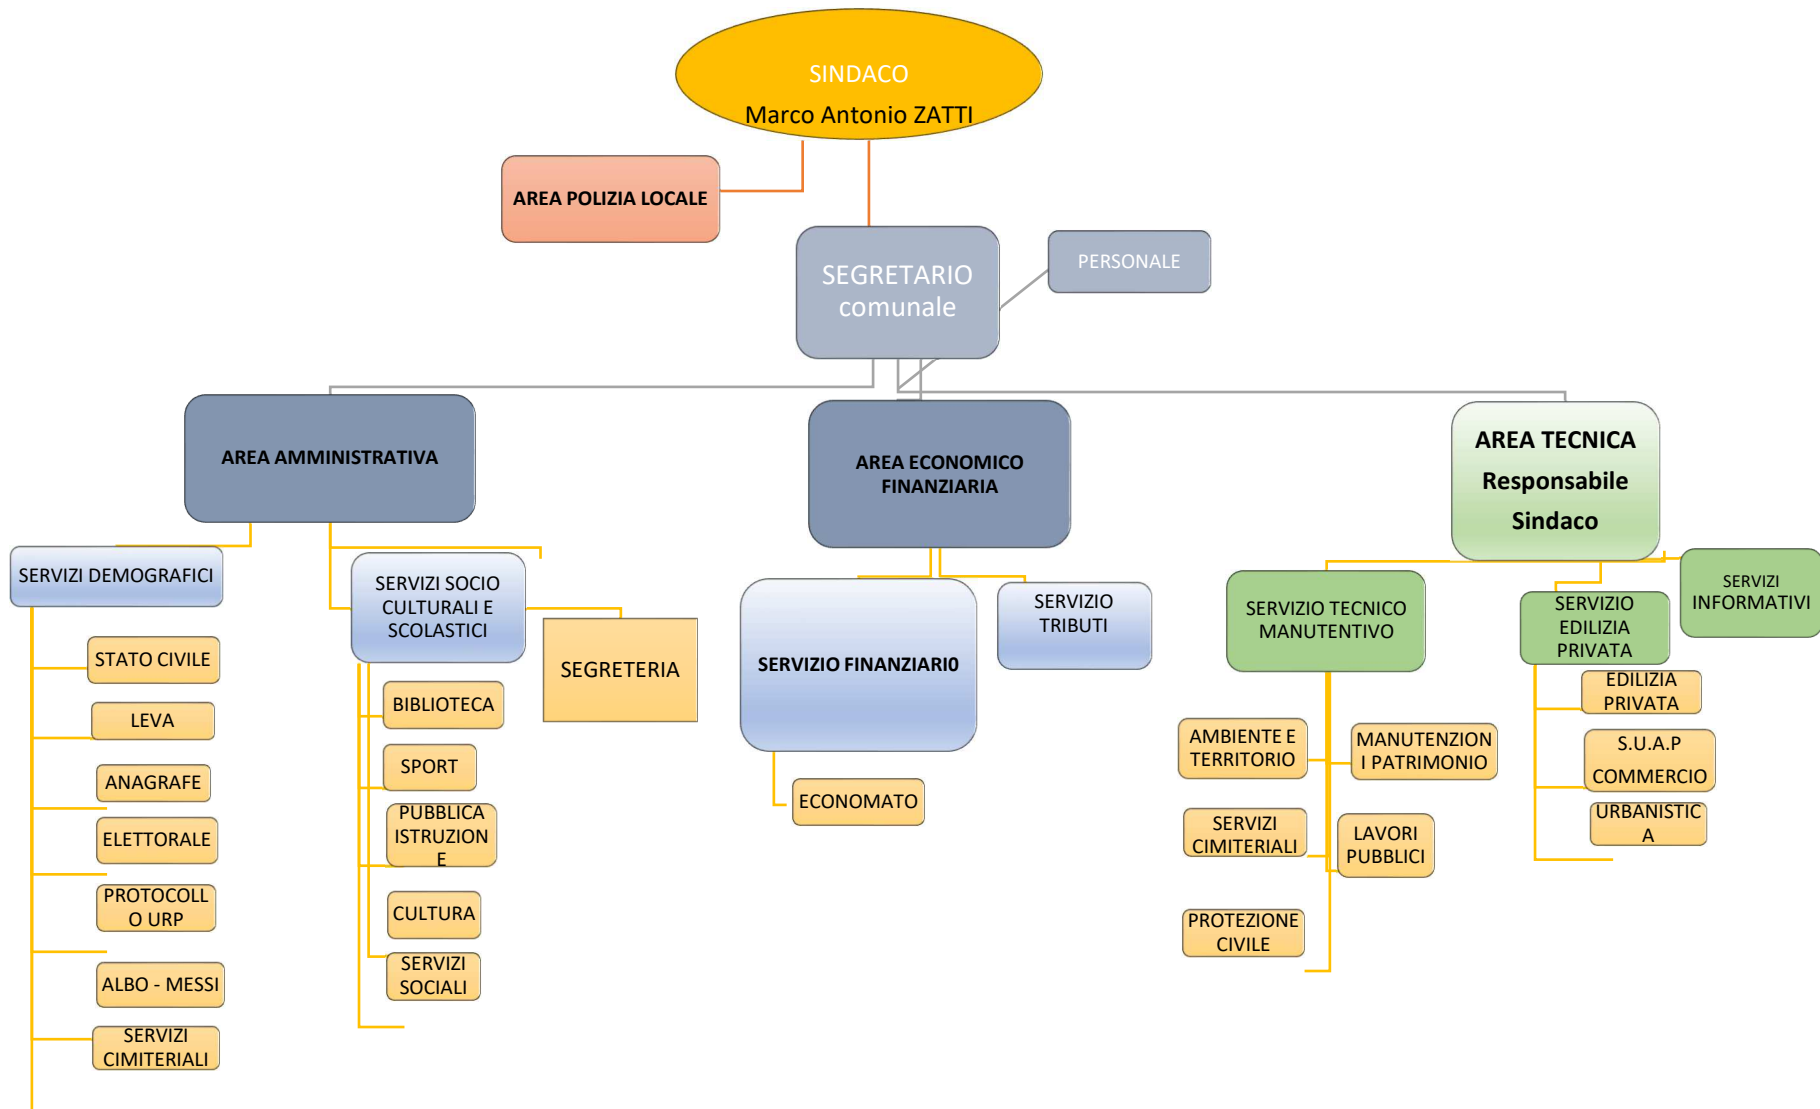 SINDACO
Marco Antonio ZATTI
AREA POLIZIA LOCALE
SEGRETARIO
comunale
PERSONALE
AREA AMMINISTRATIVA
AREA ECONOMICO
FINANZIARIA
AREA TECNICA
Responsabile
Sindaco
SERVIZI DEMOGRAFICI
STATO CIVILE
LEVA
ANAGRAFE
ELETTORALE
PROTOCOLL
O URP
ALBO - MESSI
SERVIZI
CIMITERIALI
SERVIZI SOCIO
CULTURALI E
SCOLASTICI
BIBLIOTECA
SPORT
PUBBLICA
ISTRUZION
E
CULTURA
SERVIZI
SOCIALI
SEGRETERIA
SERVIZIO FINANZIARI0
ECONOMATO
SERVIZIO
TRIBUTI
SERVIZIO TECNICO
MANUTENTIVO
AMBIENTE E
TERRITORIO
MANUTENZION
I PATRIMONIO
SERVIZI
CIMITERIALI
LAVORI
PUBBLICI
PROTEZIONE
CIVILE
SERVIZIO
EDILIZIA
PRIVATA
EDILIZIA
PRIVATA
S.U.A.P
COMMERCIO
URBANISTIC
A
SERVIZI
INFORMATIVI